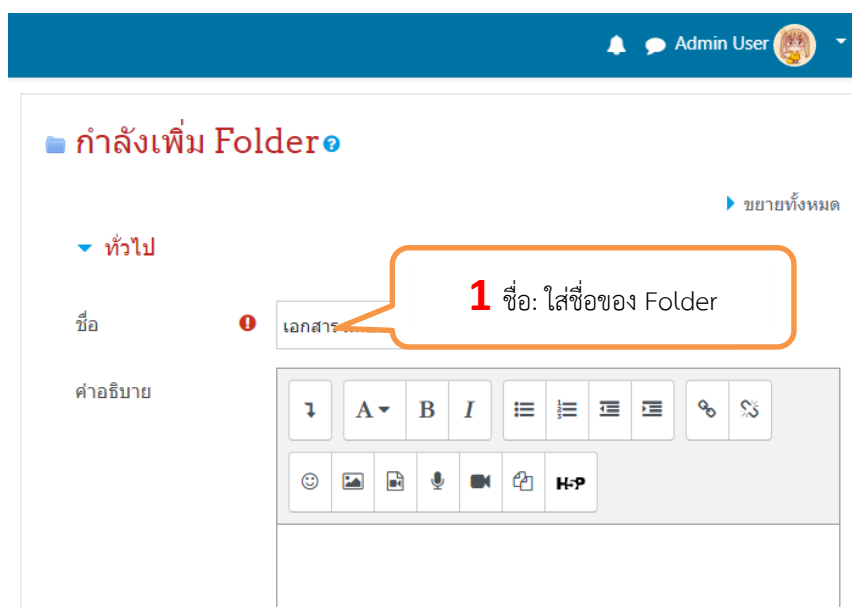 Admin User
กำลังเพิ่ม Folder
ขยายทั้งหมด
ทั่วไป
1 ชื่อ: ใส่ชื่อของ Folder
ชื่อ
เอกสาร
คำอธิบาย
A B I
H5P